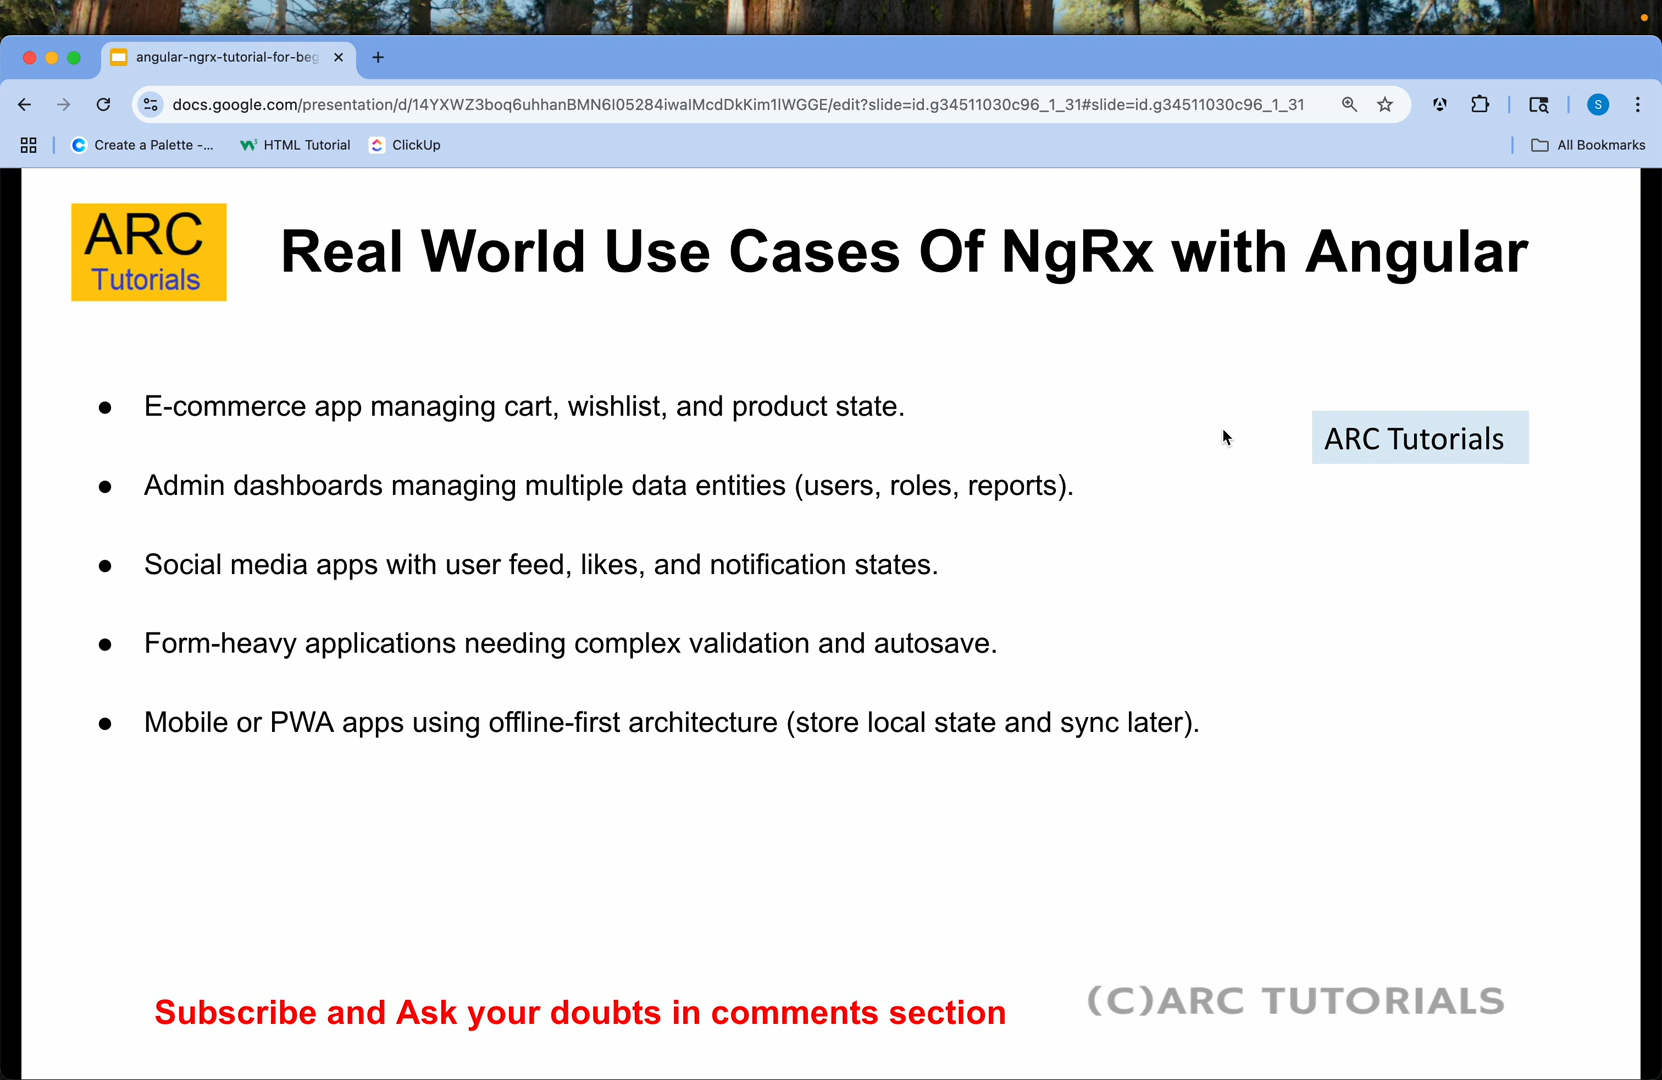 angular-ngrx-tutorial-for-beg
docs.google.com/presentation/d/14YXWZ3boq6uhhanBMN6I05284iwaIMcdDkKim1IWGGE/edit?slide=id.g34511030c96_1_31#slide=id.g34511030c96_1_31
S
Create a Palette -...
HTML Tutorial
ClickUp
All Bookmarks
ARC
Tutorials
Real World Use Cases Of NgRx with Angular
● E-commerce app managing cart, wishlist, and product state.
ARC Tutorials
● Admin dashboards managing multiple data entities (users, roles, reports).
● Social media apps with user feed, likes, and notification states.
● Form-heavy applications needing complex validation and autosave.
● Mobile or PWA apps using offline-first architecture (store local state and sync later).
Subscribe and Ask your doubts in comments section
(C)ARC TUTORIALS